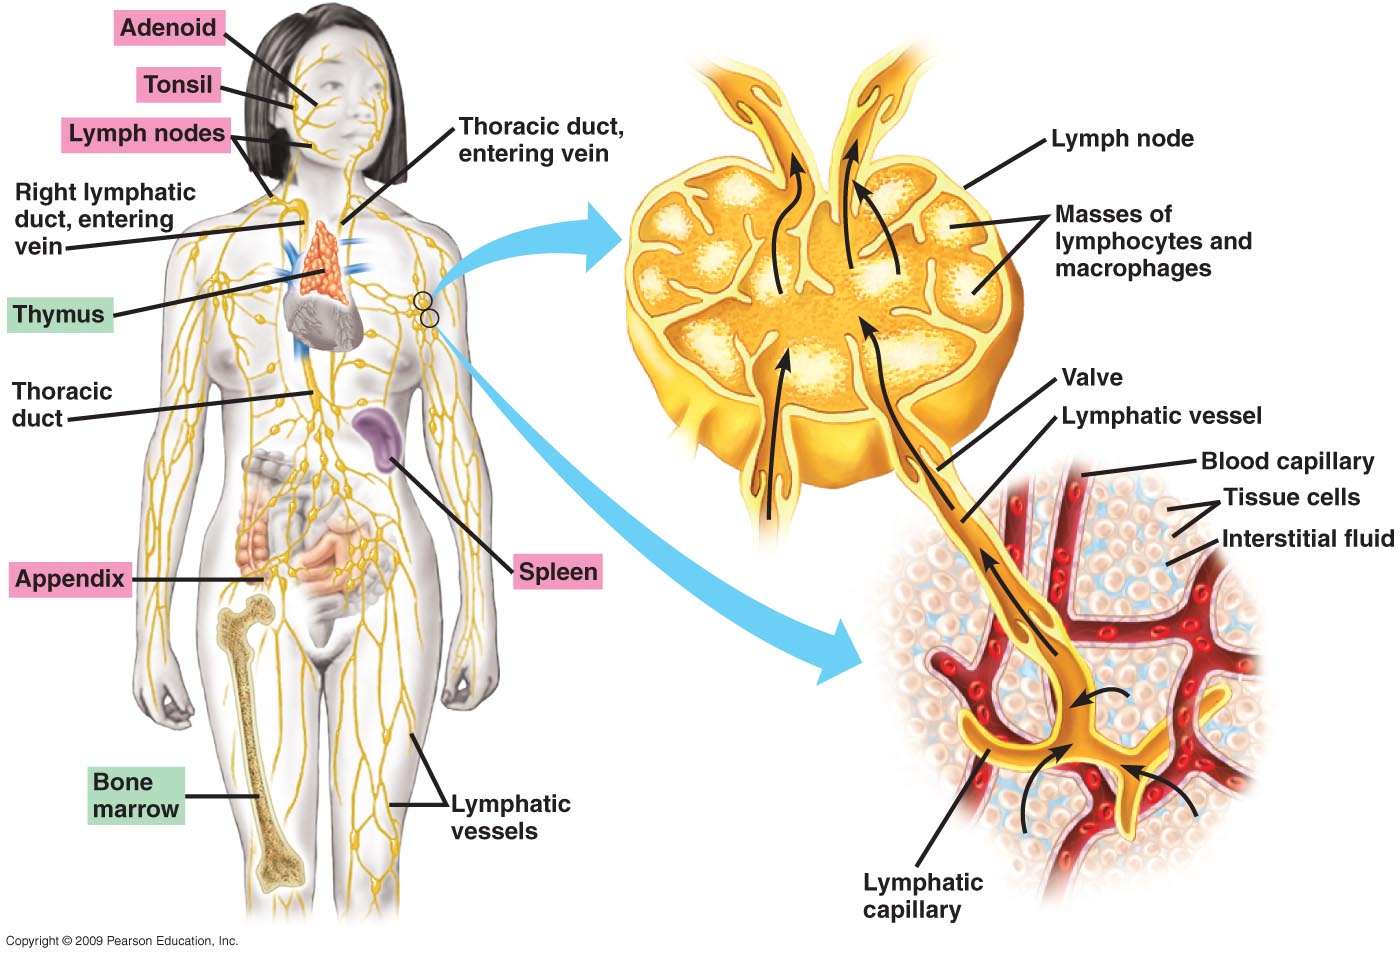 Adenoid
Tonsil
Lymph nodes
Right lymphatic
duct, entering
vein
Thymus
Thoracic
duct
Appendix
Bone
marrow
Thoracic duct,
entering vein
Spleen
Lymphatic
vessels
Lymph node
Masses of
lymphocytes and
macrophages
Valve
Lymphatic vessel
Blood capillary
Tissue cells
Interstitial fluid
Lymphatic
capillary
Copyright © 2009 Pearson Education, Inc.